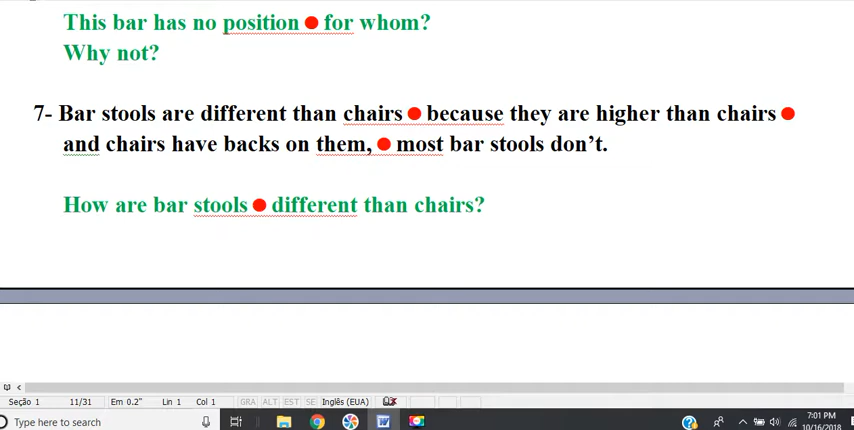 This bar has no position ● for whom?
Why not?
7- Bar stools are different than chairs ● because they are higher than chairs ●
and chairs have backs on them, ● most bar stools don’t.
How are bar stools ● different than chairs?
Seção 1 11/31 Em 0.2" Lin 1 Col 1 GRA ALT EST SE Inglês (EUA)
Type here to search
7:01 PM
10/16/2018